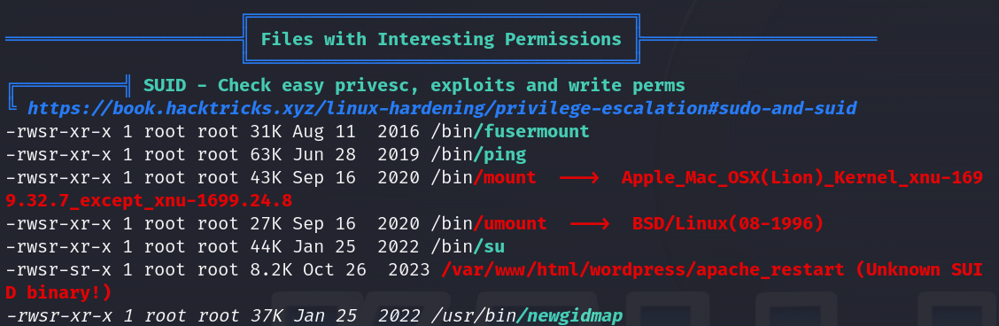 Files with Interesting Permissions
SUID - Check easy privesc, exploits and write perms
https://book.hacktricks.xyz/linux-hardening/privilege-escalation#sudo-and-suid
-rwsr-xr-x 1 root root 31K Aug 11  2016 /bin/fusermount
-rwsr-xr-x 1 root root 63K Jun 28  2019 /bin/ping
-rwsr-xr-x 1 root root 43K Sep 16  2020 /bin/mount  --->  Apple_Mac_OSX(Lion)_Kernel_xnu-169
9.32.7_except_xnu-1699.24.8
-rwsr-xr-x 1 root root 27K Sep 16  2020 /bin/umount  --->  BSD/Linux(08-1996)
-rwsr-xr-x 1 root root 44K Jan 25  2022 /bin/su
-rwsr-sr-x 1 root root 8.2K Oct 26  2023 /var/www/html/wordpress/apache_restart (Unknown SUI
D binary!)
-rwsr-xr-x 1 root root 37K Jan 25  2022 /usr/bin/newgidmap